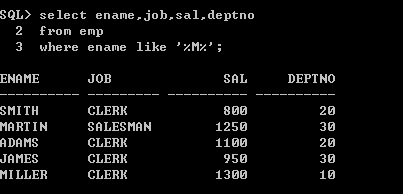 SQL> select ename,job,sal,deptno
  2  from emp
  3  where ename like '%M%';
ENAME      JOB              SAL     DEPTNO
---------- --------- ---------- ----------
SMITH      CLERK            800         20
MARTIN     SALESMAN        1250         30
ADAMS      CLERK           1100         20
JAMES      CLERK            950         30
MILLER     CLERK           1300         10